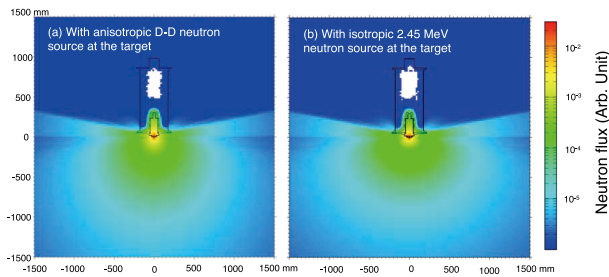 1500 mm
(a) With anisotropic D-D neutron
source at the target
1000
500
0
-500
-1000
-1500
-1500 -1000 -500 0 500 1000 1500 mm
1500 mm
(b) With isotropic 2.45 MeV
neutron source at the target
-1000 -500 0 500 1000 1500 mm
10-2
10-3
10-4
10-5
Neutron flux (Arb. Unit)